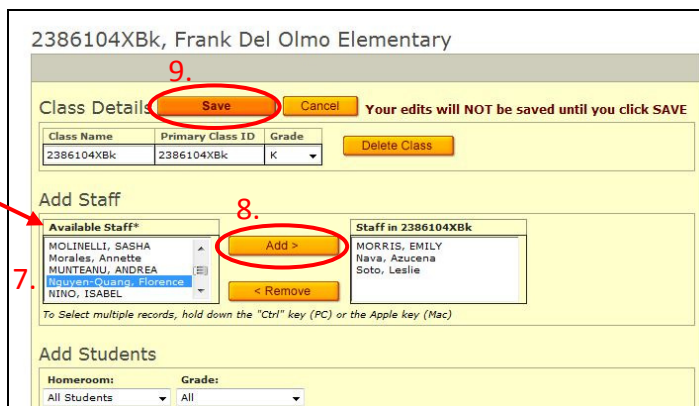 2386104XBk, Frank Del Olmo Elementary
9.
Class Details Save Cancel Your edits will NOT be saved until you click SAVE
Class Name Primary Class ID Grade
2386104XBk 2386104XBk K
Delete Class
Add Staff
8.
Available Staff* Add > Staff in 2386104XBk
MOLINELLI, SASHA MORRIS, EMILY
Morales, Annette Nava, Azucena
MUNTEANU, ANDREA Soto, Leslie
7.
Nguyen-Quang, Florence
NINO, ISABEL < Remove
To Select multiple records, hold down the "Ctrl" key (PC) or the Apple key (Mac)
Add Students
Homeroom: Grade:
All Students All